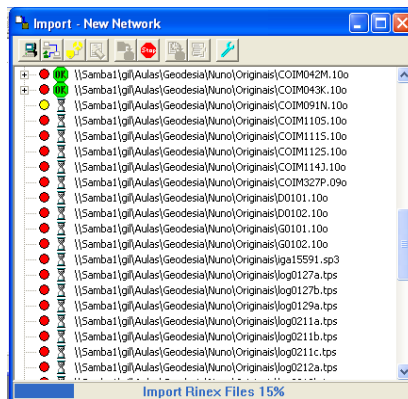 Import - New Network
Stop
OK \\Samba1\gil\Aulas\Geodesia\Nuno\Originais\COIM042M.10o
OK \\Samba1\gil\Aulas\Geodesia\Nuno\Originais\COIM043K.10o
\\Samba1\gil\Aulas\Geodesia\Nuno\Originais\COIM091N.10o
\\Samba1\gil\Aulas\Geodesia\Nuno\Originais\COIM110S.10o
\\Samba1\gil\Aulas\Geodesia\Nuno\Originais\COIM111S.10o
\\Samba1\gil\Aulas\Geodesia\Nuno\Originais\COIM112S.10o
\\Samba1\gil\Aulas\Geodesia\Nuno\Originais\COIM114J.10o
\\Samba1\gil\Aulas\Geodesia\Nuno\Originais\COIM327P.09o
\\Samba1\gil\Aulas\Geodesia\Nuno\Originais\D0101.10o
\\Samba1\gil\Aulas\Geodesia\Nuno\Originais\D0102.10o
\\Samba1\gil\Aulas\Geodesia\Nuno\Originais\G0101.10o
\\Samba1\gil\Aulas\Geodesia\Nuno\Originais\G0102.10o
\\Samba1\gil\Aulas\Geodesia\Nuno\Originais\iga15591.sp3
\\Samba1\gil\Aulas\Geodesia\Nuno\Originais\log0127a.tps
\\Samba1\gil\Aulas\Geodesia\Nuno\Originais\log0127b.tps
\\Samba1\gil\Aulas\Geodesia\Nuno\Originais\log0129a.tps
\\Samba1\gil\Aulas\Geodesia\Nuno\Originais\log0211a.tps
\\Samba1\gil\Aulas\Geodesia\Nuno\Originais\log0211b.tps
\\Samba1\gil\Aulas\Geodesia\Nuno\Originais\log0211c.tps
\\Samba1\gil\Aulas\Geodesia\Nuno\Originais\log0212a.tps
Import Rinex Files 15%